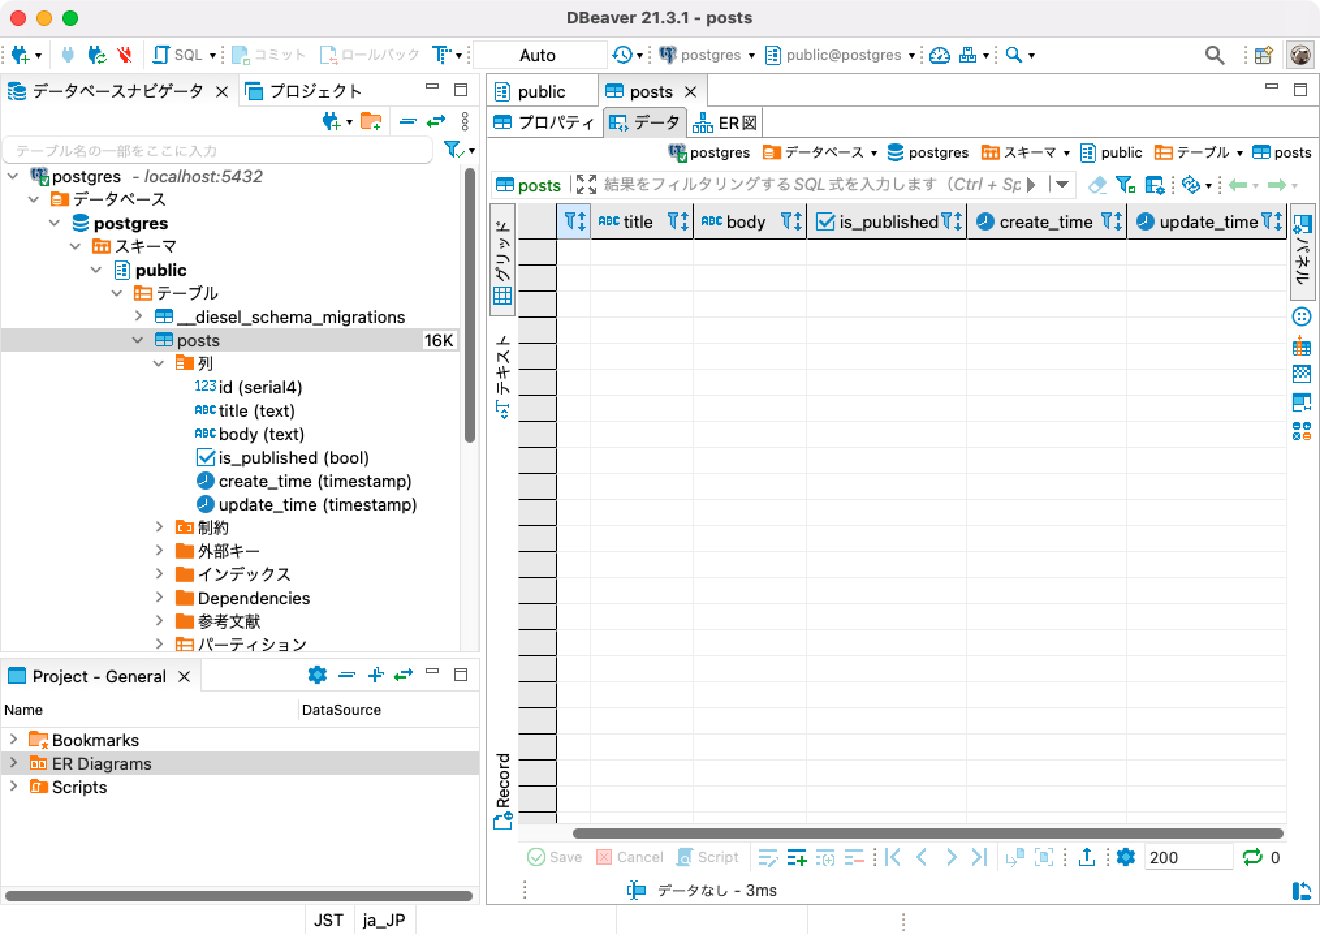 DBeaver 21.3.1 - posts
SQL
コミット
ロールバック
Auto
postgres
public@postgres
データベースナビゲータ
プロジェクト
テーブル名の一部をここに入力
postgres - localhost:5432
データベース
postgres
スキーマ
public
テーブル
__diesel_schema_migrations
posts 16K
列
123 id (serial4)
ABC title (text)
ABC body (text)
is_published (bool)
create_time (timestamp)
update_time (timestamp)
制約
外部キー
インデックス
Dependencies
参考文献
パーティション
Project - General
Name DataSource
Bookmarks
ER Diagrams
Scripts
public
posts
プロパティ
データ
ER図
postgres データベース postgres スキーマ public テーブル posts
posts 結果をフィルタリングするSQL 式を入力します (Ctrl + Sp
グリッド
テキスト
Record
ABC title ABC body is_published create_time update_time
パネル
Save Cancel Script 200 0
データなし - 3ms
JST ja_JP